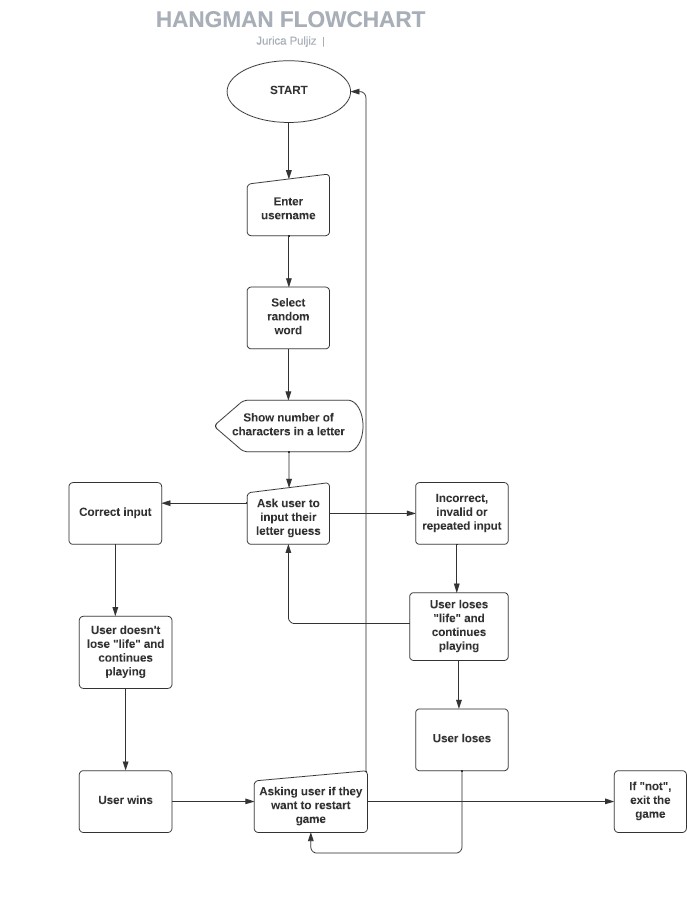 HANGMAN FLOWCHART
Jurica Puljiz |
START
Enter
username
Select
random
word
Show number of
characters in a letter
Ask user to
input their
letter guess
Correct input
Incorrect,
invalid or
repeated input
User doesn't
lose "life" and
continues
playing
User loses
"life" and
continues
playing
User loses
User wins
Asking user if they
want to restart
game
If "not",
exit the
game